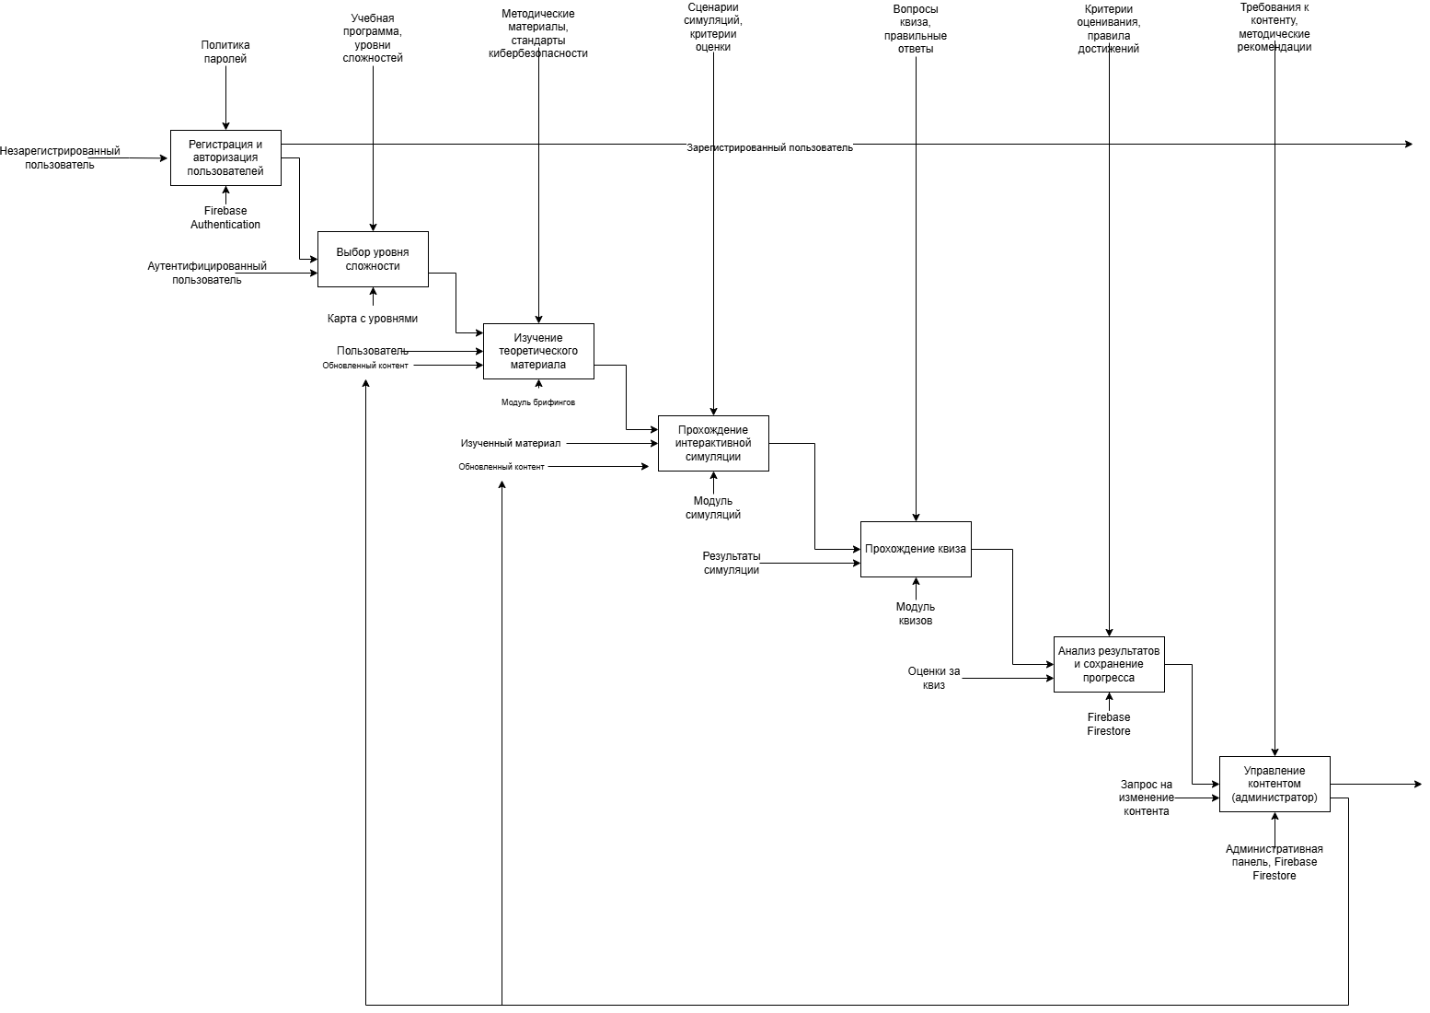 Политика
паролей
Учебная
программа,
уровни
сложностей
Методические
материалы,
стандарты
кибербезопасности
Сценарии
симуляций,
критерии
оценки
Вопросы
квиза,
правильные
ответы
Критерии
оценивания,
правила
достижений
Требования к
контенту,
методические
рекомендации
Незарегистрированный
пользователь
Регистрация и
авторизация
пользователей
Зарегистрированный пользователь
Firebase
Authentication
Аутентифицированный
пользователь
Выбор уровня
сложности
Карта с уровнями
Пользователь
Обновленный контент
Изучение
теоретического
материала
Модуль брифингов
Изученный материал
Обновленный контент
Прохождение
интерактивной
симуляции
Модуль
симуляций
Результаты
симуляции
Прохождение квиза
Модуль
квизов
Оценки за
квиз
Анализ результатов
и сохранение
прогресса
Firebase
Firestore
Запрос на
изменение
контента
Управление
контентом
(администратор)
Административная
панель, Firebase
Firestore